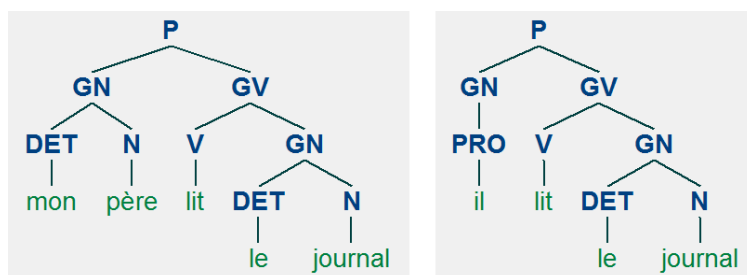 P
GN GV
DET N V GN
mon père lit DET N
le journal
P
GN GV
PRO V GN
il lit DET N
le journal